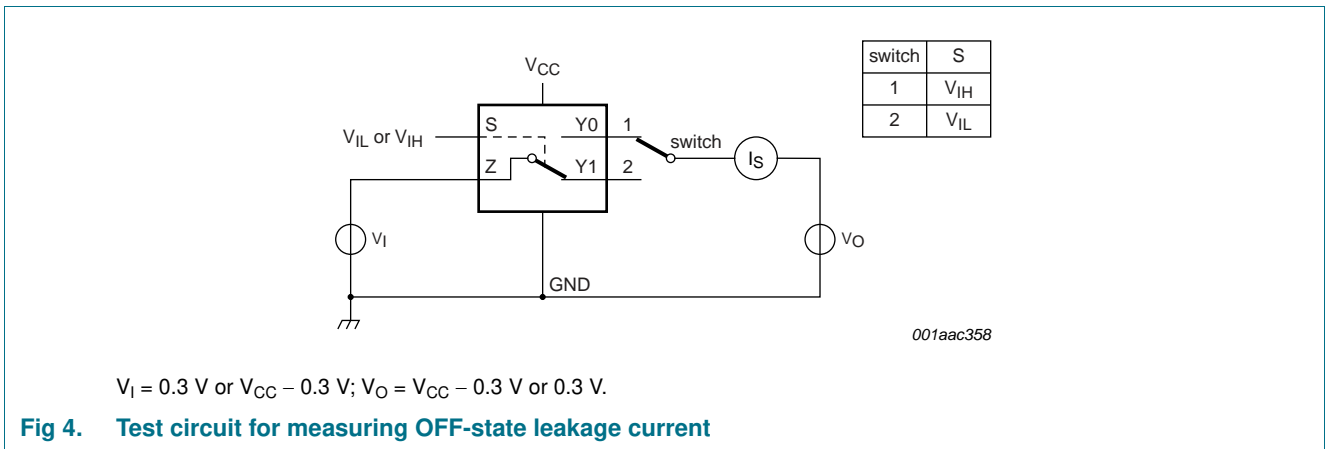 switch S
1 VIH
2 VIL
VCC
VIL or VIH
S Y0 1
switch
Z Y1 2
IS
VI
VO
GND
001aac358
VI = 0.3 V or VCC − 0.3 V; VO = VCC − 0.3 V or 0.3 V.
Fig 4. Test circuit for measuring OFF-state leakage current